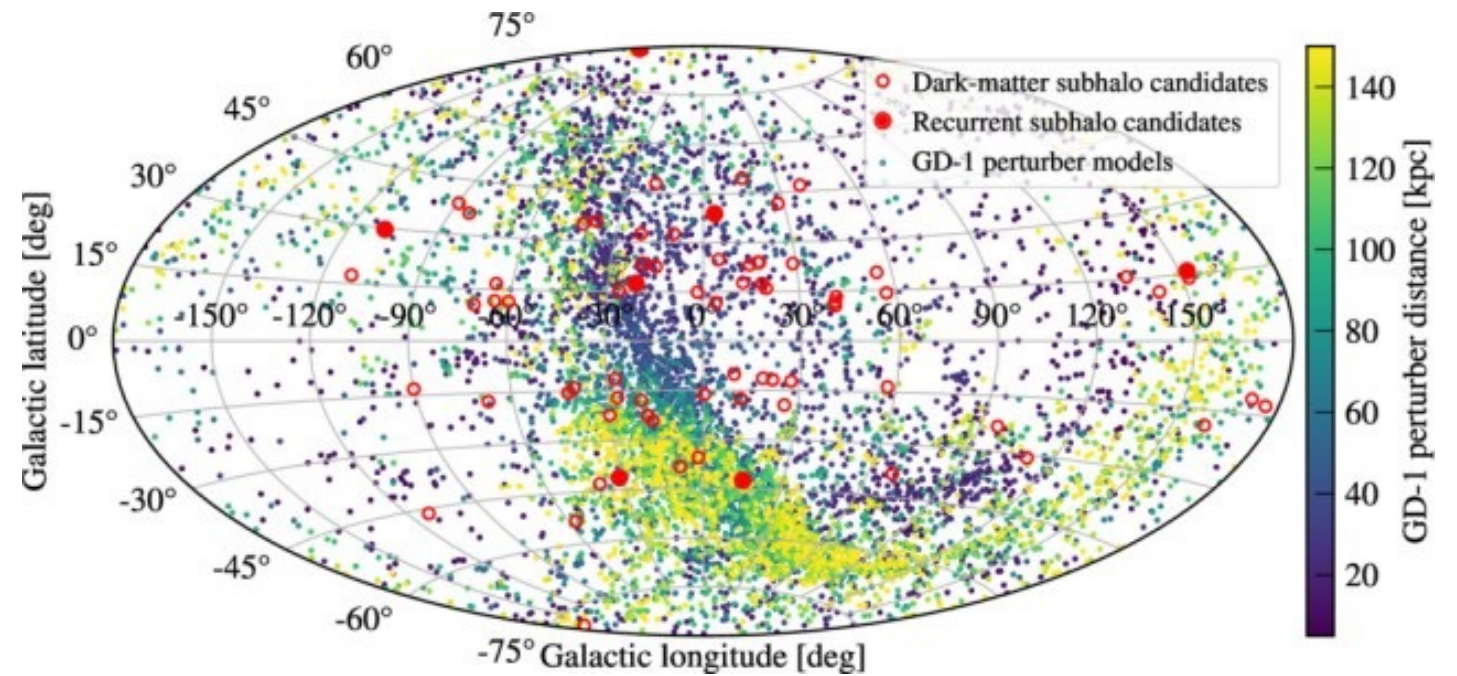 75°
60°
45°
30°
15°
0°
-15°
-30°
-45°
-60°
-75°
Galactic latitude [deg]
-150° -120° -90° -60° -30° 0° 30° 60° 90° 120° 150°
Galactic longitude [deg]
Dark-matter subhalo candidates
Recurrent subhalo candidates
GD-1 perturber models
140
120
100
80
60
40
20
GD-1 perturber distance [kpc]